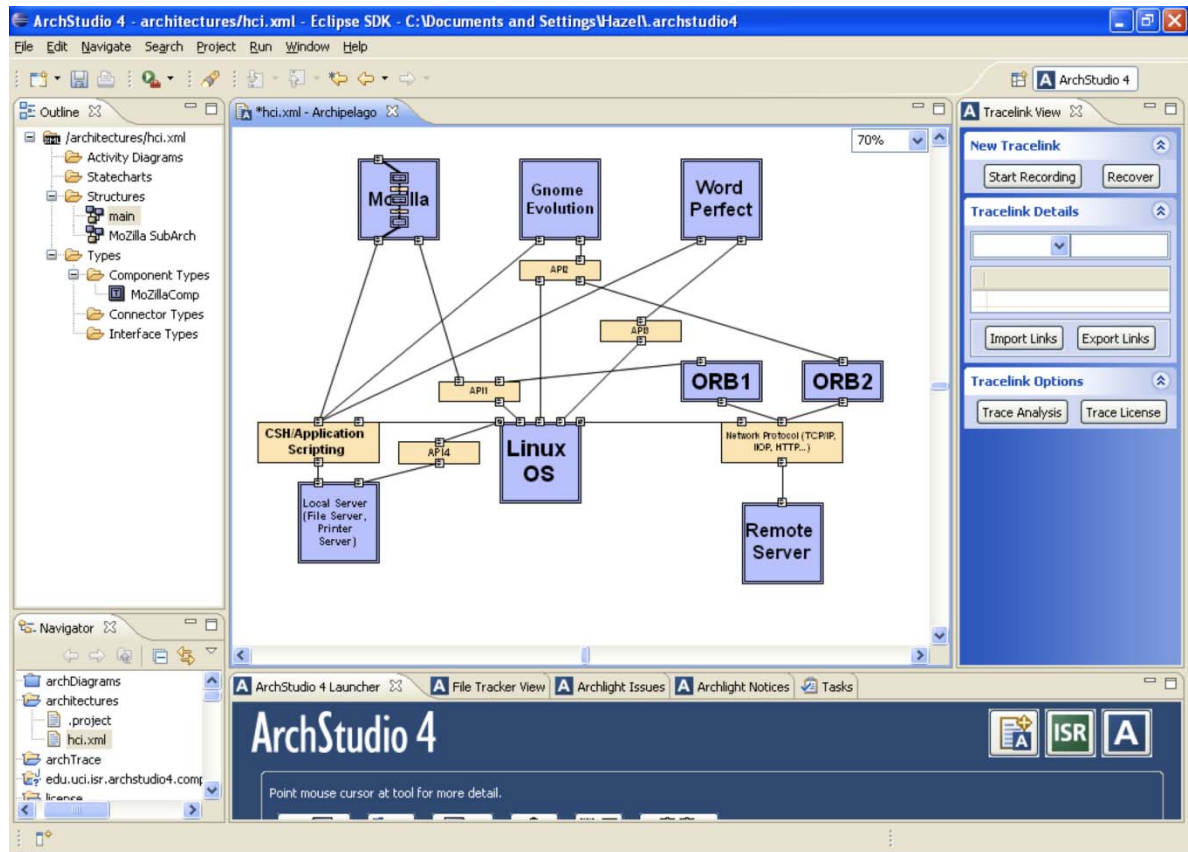 ArchStudio 4 - architectures/hci.xml - Eclipse SDK - C:\Documents and Settings\Hazel\.archstudio4
File Edit Navigate Search Project Run Window Help
ArchStudio 4
Outline
/architectures/hci.xml
Activity Diagrams
Statecharts
Structures
main
MoZilla SubArch
Types
Component Types
MoZillaComp
Connector Types
Interface Types
*hci.xml - Archipelago
70%
Mozilla
Gnome
Evolution
Word
Perfect
API2
API3
ORB1
ORB2
API1
CSH/Application
Scripting
API4
Linux
OS
Network Protocol (TCP/IP,
IIOP, HTTP...)
Local Server
(File Server,
Printer
Server)
Remote
Server
Tracelink View
New Tracelink
Start Recording Recover
Tracelink Details
Import Links Export Links
Tracelink Options
Trace Analysis Trace License
Navigator
archDiagrams
architectures
.project
hci.xml
archTrace
edu.uci.isr.archstudio4.comp
license
ArchStudio 4 Launcher File Tracker View Archlight Issues Archlight Notices Tasks
ArchStudio 4
ISR
Point mouse cursor at tool for more detail.